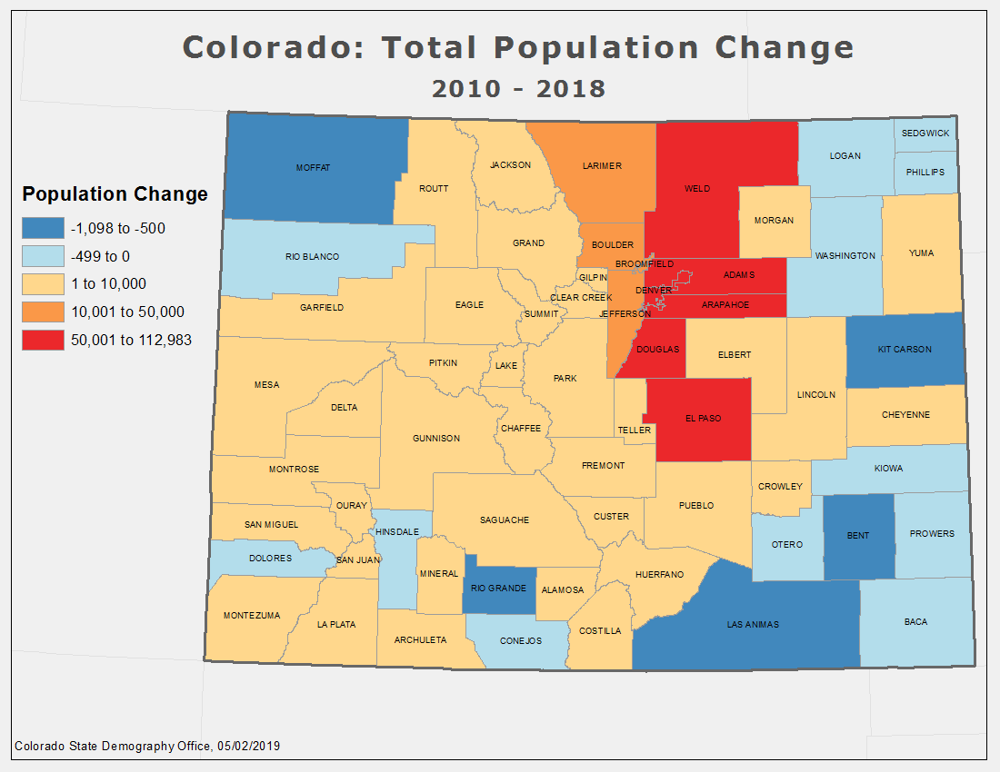 Colorado: Total Population Change
2010 - 2018
Population Change
-1,098 to -500
-499 to 0
1 to 10,000
10,001 to 50,000
50,001 to 112,983
MOFFAT
ROUTT
JACKSON
LARIMER
WELD
LOGAN
SEDGWICK
PHILLIPS
MORGAN
WASHINGTON
YUMA
RIO BLANCO
GRAND
BOULDER
BROOMFIELD
GILPIN
ADAMS
DENVER
CLEAR CREEK
ARAPAHOE
GARFIELD
EAGLE
SUMMIT
JEFFERSON
DOUGLAS
ELBERT
KIT CARSON
PITKIN
LAKE
PARK
MESA
LINCOLN
DELTA
CHEYENNE
CHAFFEE
TELLER
EL PASO
GUNNISON
FREMONT
MONTROSE
KIOWA
CROWLEY
OURAY
PUEBLO
SAN MIGUEL
HINSDALE
SAGUACHE
CUSTER
BENT
PROWERS
OTERO
DOLORES
SAN JUAN
MINERAL
HUERFANO
RIO GRANDE
ALAMOSA
MONTEZUMA
LA PLATA
COSTILLA
LAS ANIMAS
BACA
ARCHULETA
CONEJOS
Colorado State Demography Office, 05/02/2019